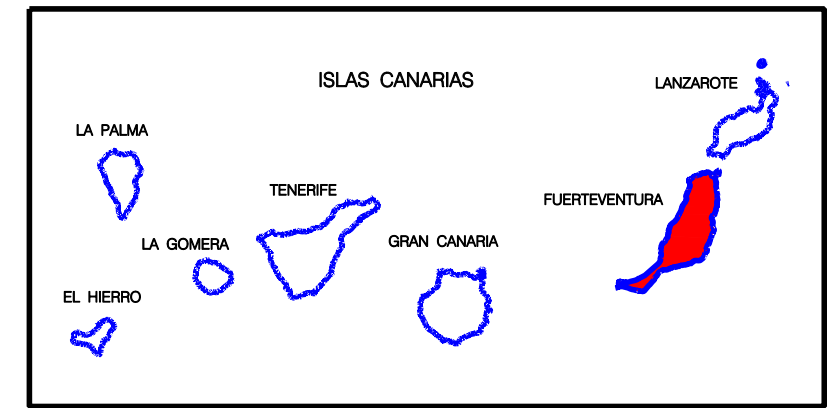 ISLAS CANARIAS
LANZAROTE
LA PALMA
TENERIFE
FUERTEVENTURA
LA GOMERA
GRAN CANARIA
EL HIERRO